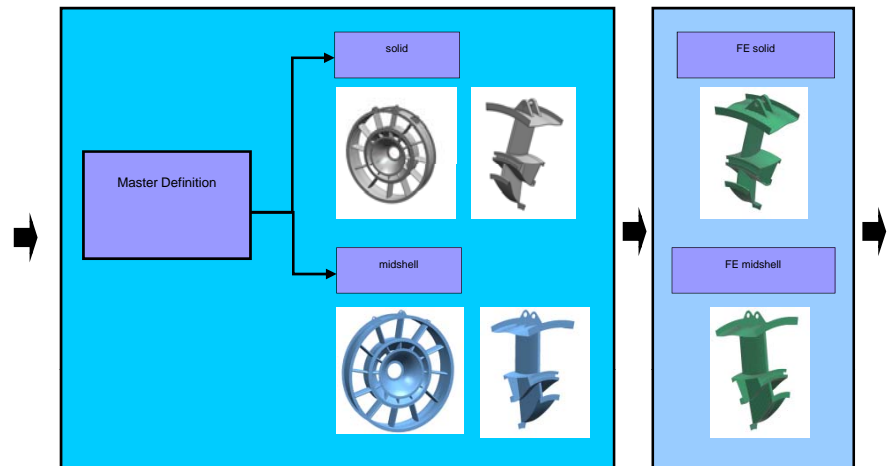 solid
FE solid
Master Definition
midshell
FE midshell